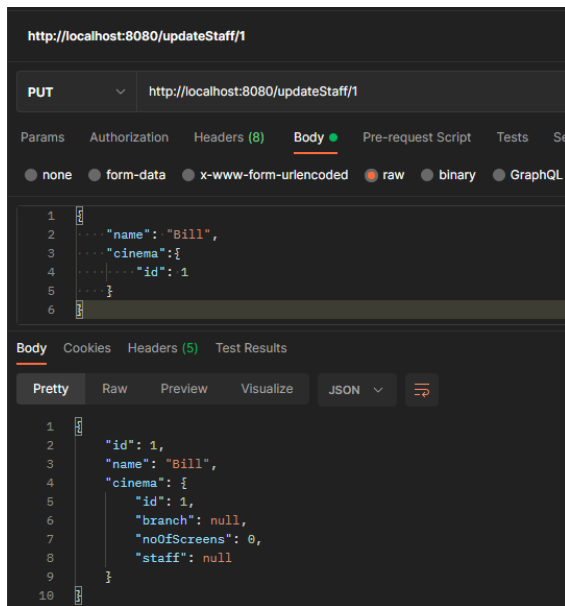 http://localhost:8080/updateStaff/1
PUT http://localhost:8080/updateStaff/1
Params Authorization Headers (8) Body Pre-request Script Tests Se
none form-data x-www-form-urlencoded raw binary GraphQL
1 {
2 "name": "Bill",
3 "cinema":{
4 "id": 1
5 }
6 }
Body Cookies Headers (5) Test Results
Pretty Raw Preview Visualize JSON
1 {
2 "id": 1,
3 "name": "Bill",
4 "cinema": {
5 "id": 1,
6 "branch": null,
7 "noOfScreens": 0,
8 "staff": null
9 }
10 }